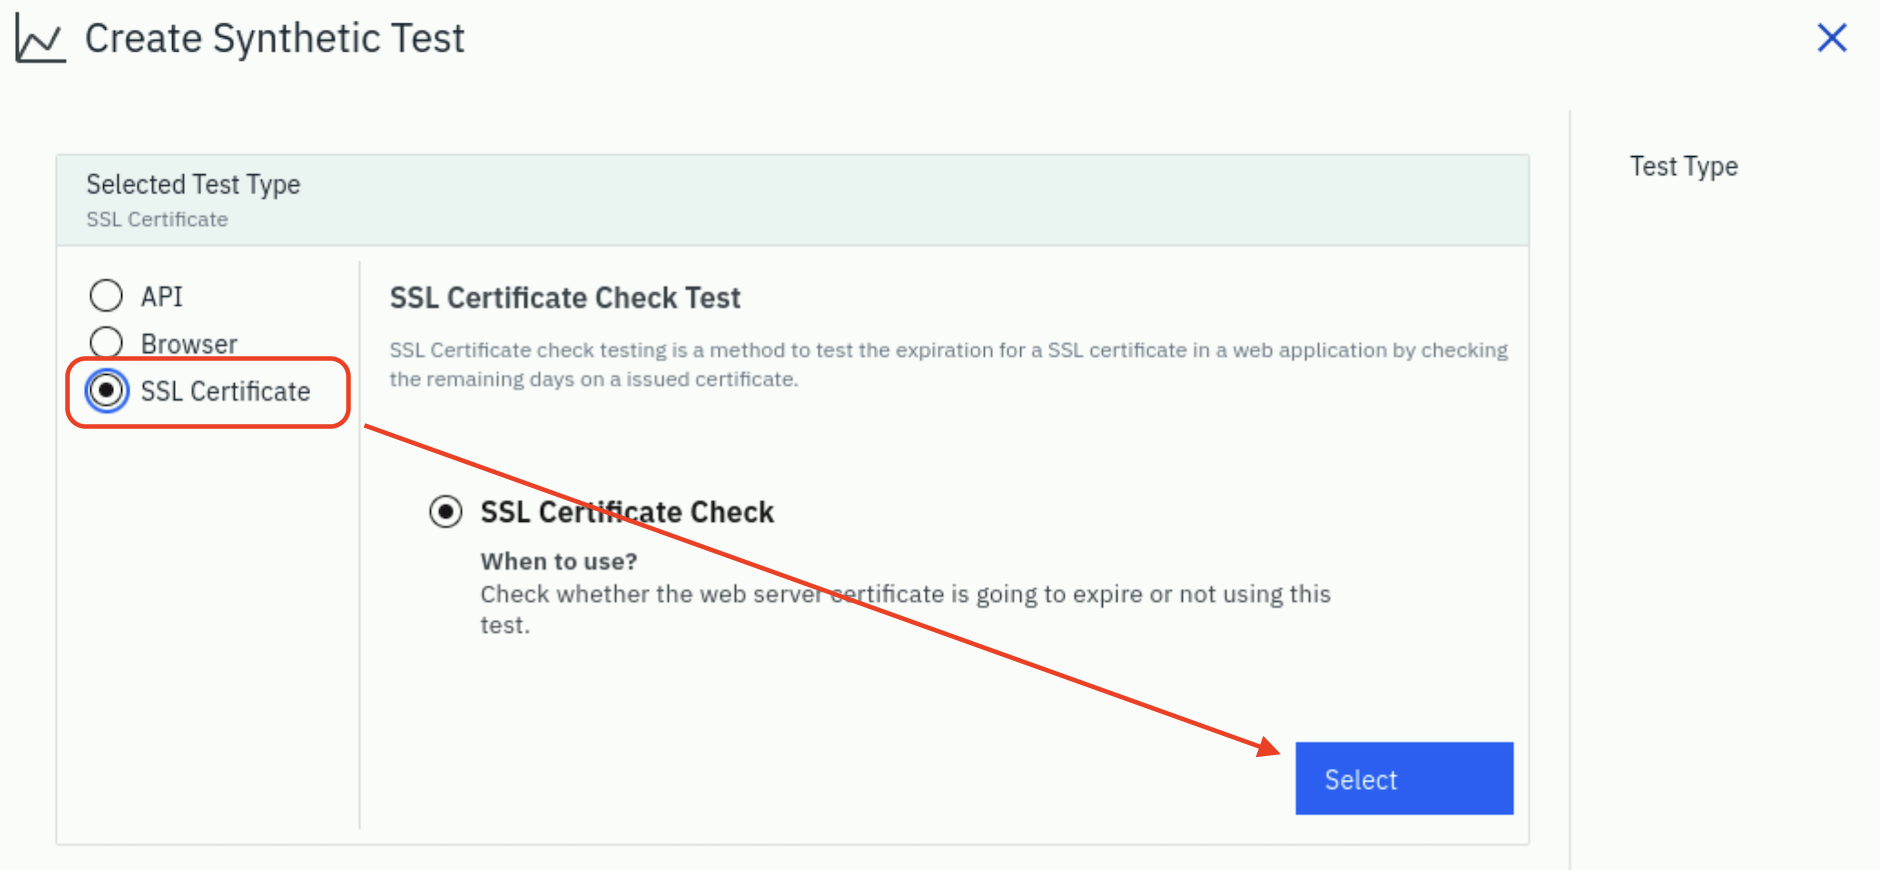 Create Synthetic Test
Test Type
Selected Test Type
SSL Certificate
API
Browser
SSL Certificate
SSL Certificate Check Test
SSL Certificate check testing is a method to test the expiration for a SSL certificate in a web application by checking
the remaining days on a issued certificate.
SSL Certificate Check
When to use?
Check whether the web server certificate is going to expire or not using this
test.
Select